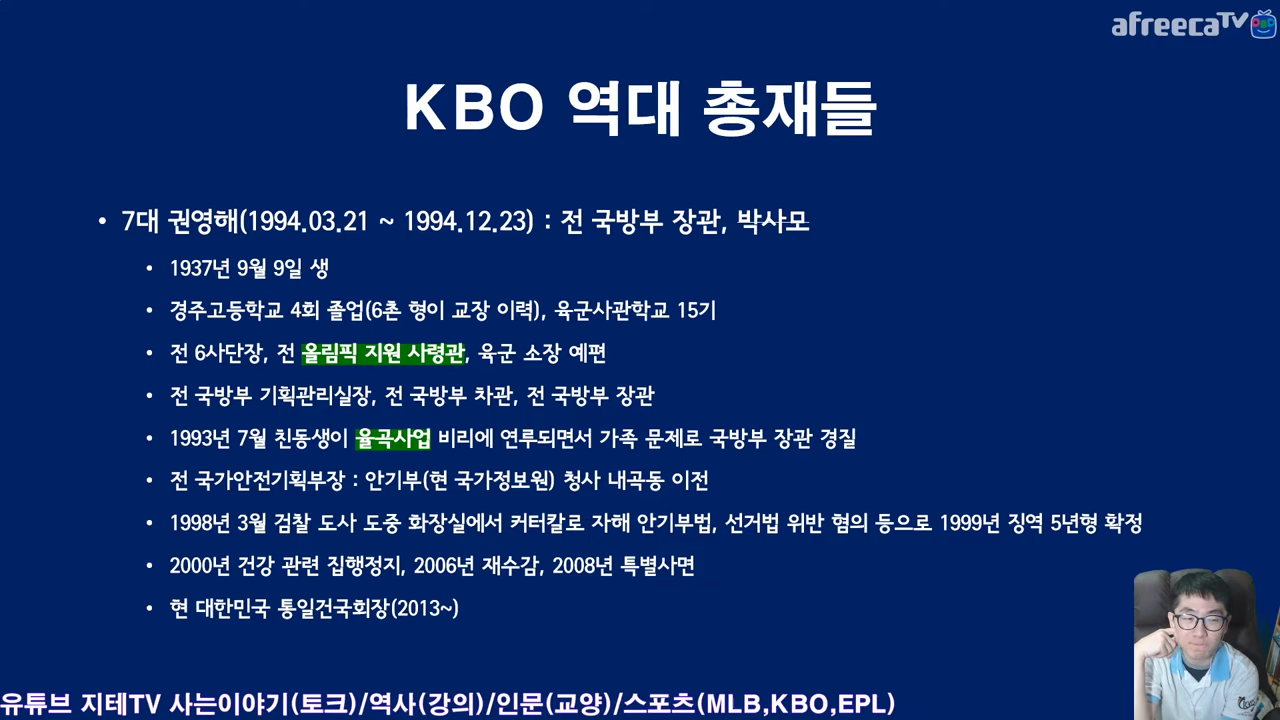 afreecaTV
KBO 역대 총재들
• 7대 권영해(1994.03.21 ~ 1994.12.23) : 전 국방부 장관, 박사모
• 1937년 9월 9일 생
• 경주고등학교 4회 졸업(6촌 형이 교장 이력), 육군사관학교 15기
• 전 6사단장, 전 올림픽 지원 사령관, 육군 소장 예편
• 전 국방부 기획관리실장, 전 국방부 차관, 전 국방부 장관
• 1993년 7월 친동생이 율곡사업 비리에 연루되면서 가족 문제로 국방부 장관 경질
• 전 국가안전기획부장 : 안기부(현 국가정보원) 청사 내곡동 이전
• 1998년 3월 검찰 도사 도중 화장실에서 커터칼로 자해 안기부법, 선거법 위반 혐의 등으로 1999년 징역 5년형 확정
• 2000년 건강 관련 집행정지, 2006년 재수감, 2008년 특별사면
• 현 대한민국 통일건국회장(2013~)
유튜브 지테TV 사는이야기(토크)/역사(강의)/인문(교양)/스포츠(MLB,KBO,EPL)